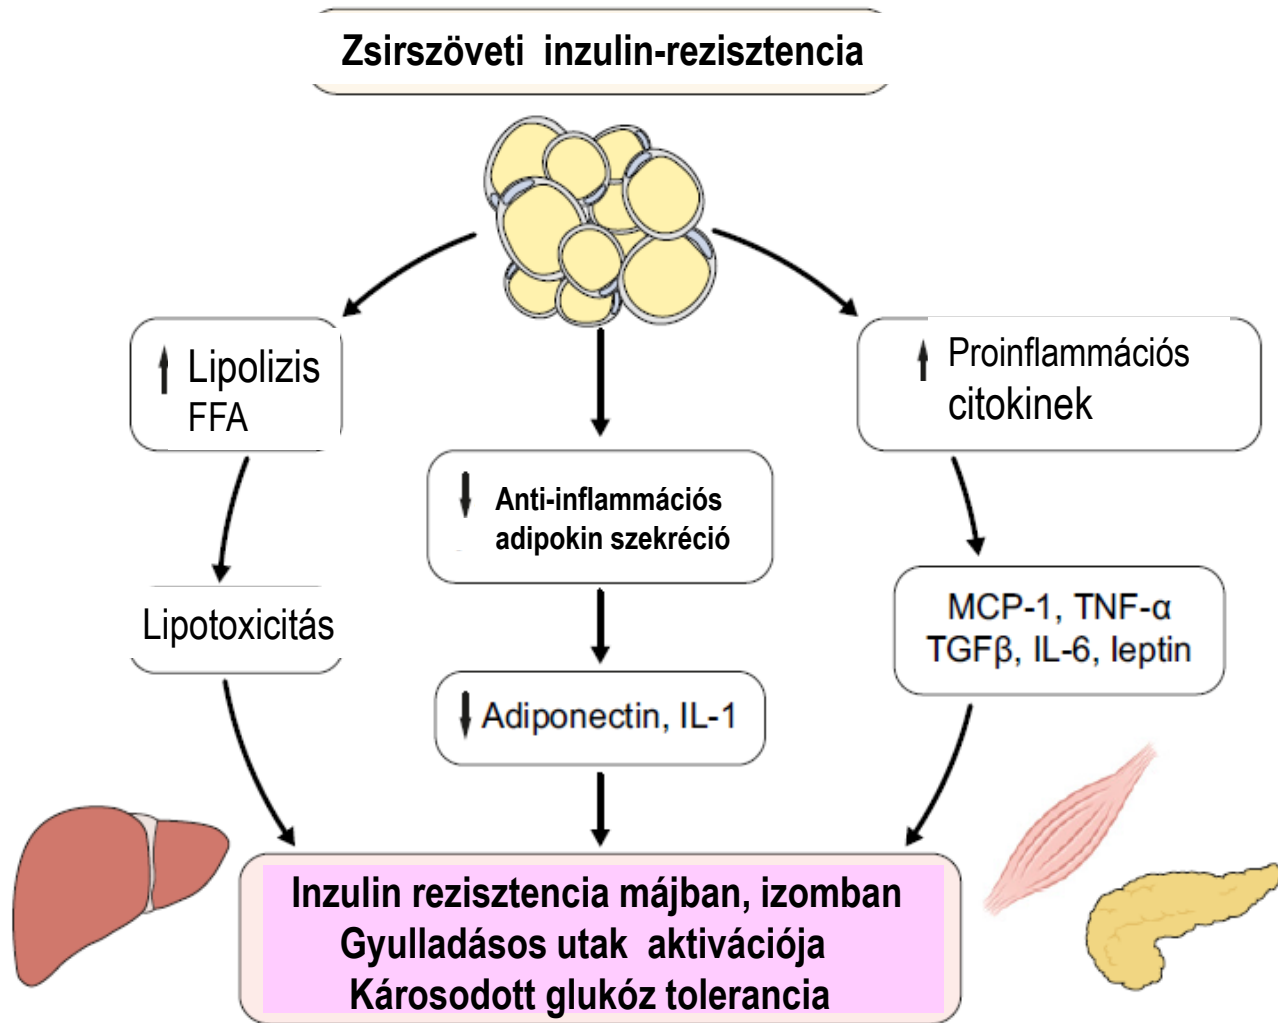 Zsirszöveti inzulin-rezisztencia
Lipolizis
FFA
Lipotoxicitás
Anti-inflammációs
adipokin szekréció
Adiponectin, IL-1
Proinflammációs
citokinek
MCP-1, TNF-α
TGFβ, IL-6, leptin
Inzulin rezisztencia májban, izomban
Gyulladásos utak aktivációja
Károsodott glukóz tolerancia